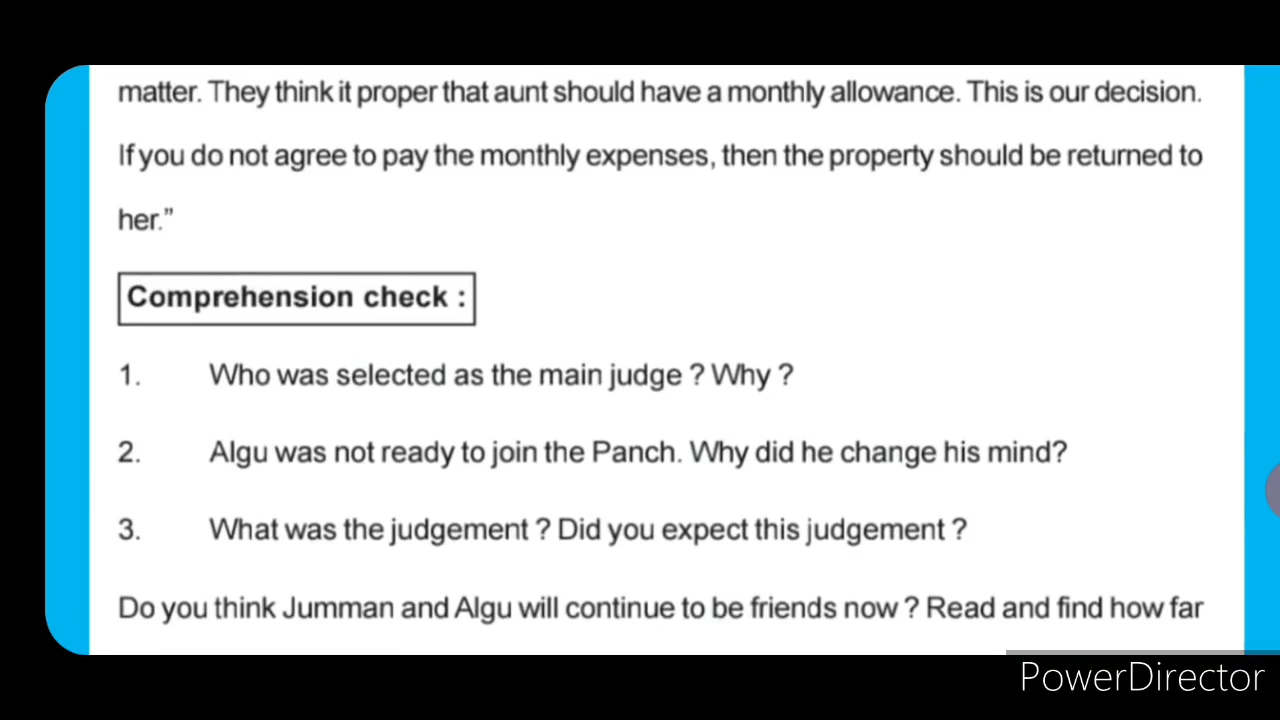 matter. They think it proper that aunt should have a monthly allowance. This is our decision.
If you do not agree to pay the monthly expenses, then the property should be returned to
her.”
Comprehension check :
1. Who was selected as the main judge ? Why ?
2. Algu was not ready to join the Panch. Why did he change his mind?
3. What was the judgement ? Did you expect this judgement ?
Do you think Jumman and Algu will continue to be friends now ? Read and find how far
PowerDirector